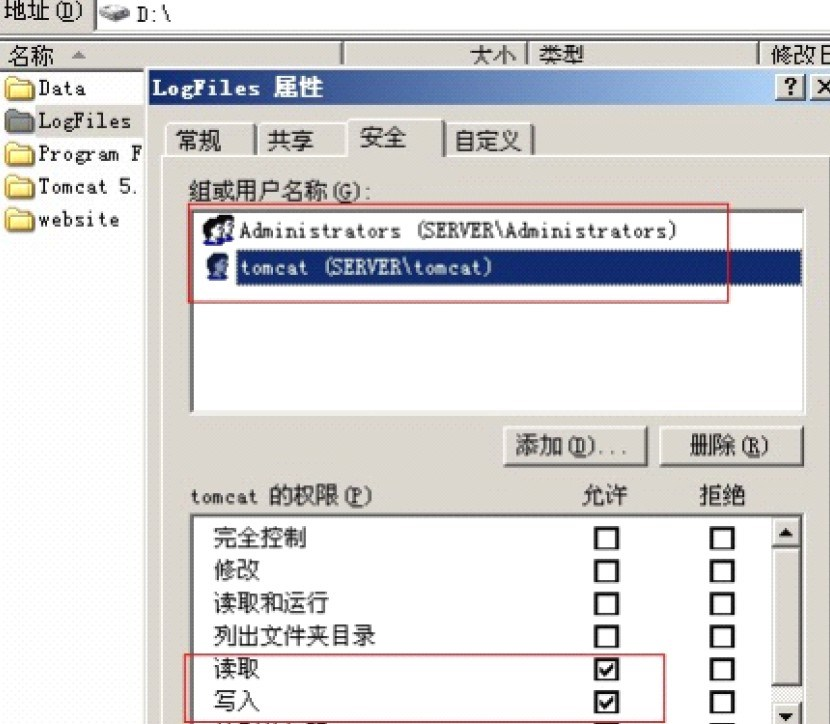 地址(D) D:\
名称 大小 类型 修改日
Data
LogFiles
Program F
Tomcat 5.
website
LogFiles 属性
常规 共享 安全 自定义
组或用户名称(G):
Administrators (SERVER\Administrators)
tomcat (SERVER\tomcat)
添加(D)... 删除(R)
tomcat 的权限(P) 允许 拒绝
完全控制
修改
读取和运行
列出文件夹目录
读取
写入